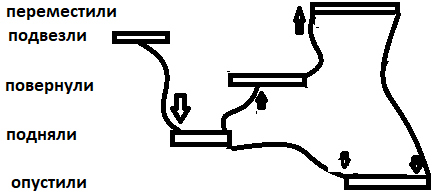 переместили
подвезли
повернули
подняли
опустили